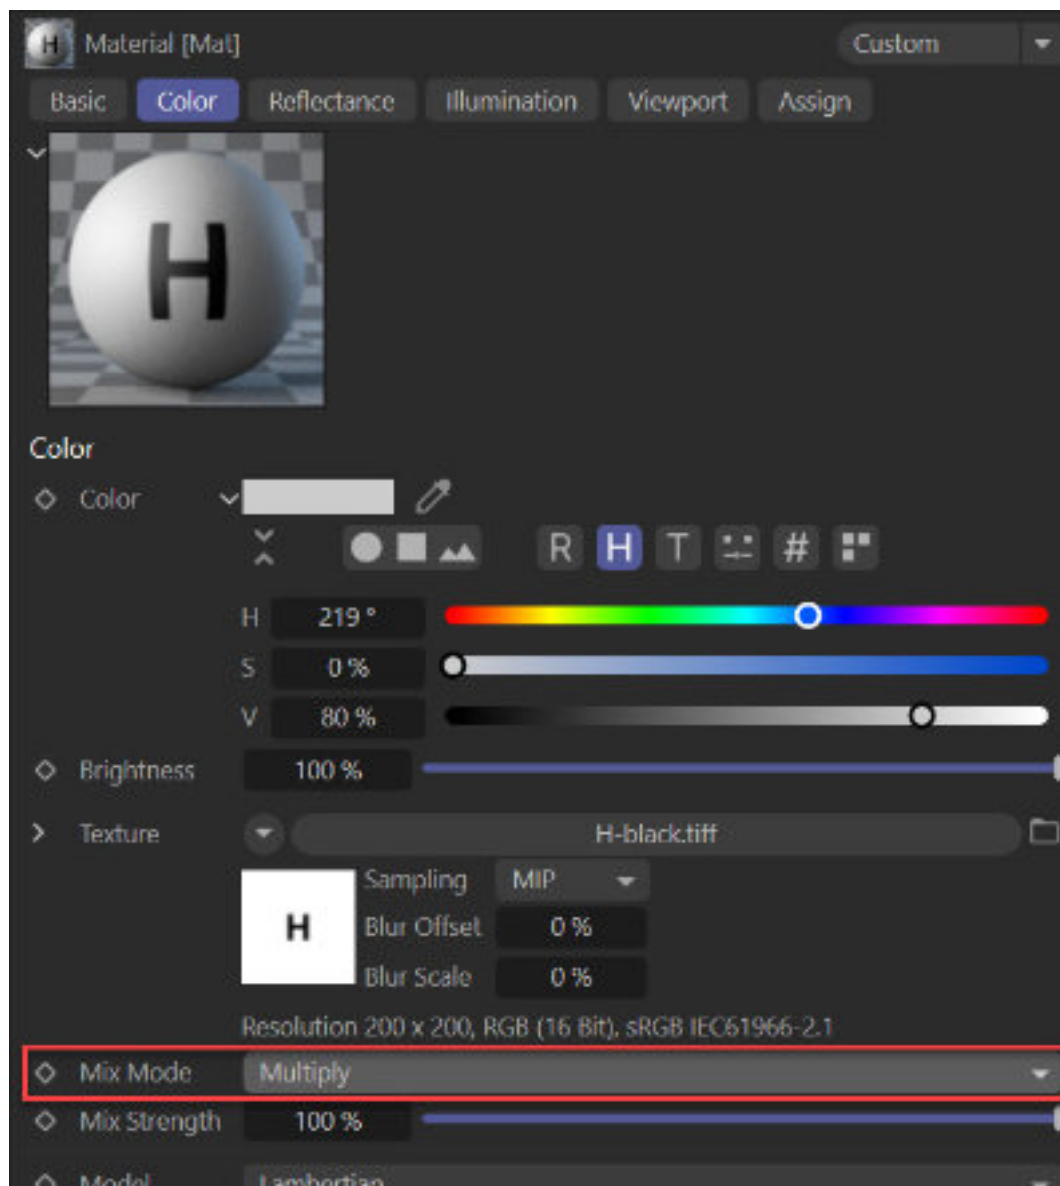 Material [Mat] Custom
Basic Color Reflectance Illumination Viewport Assign
H
Color
Color
R H T #
H 219 °
S 0 %
V 80 %
Brightness 100 %
Texture H-black.tiff
H Sampling MIP
Blur Offset 0 %
Blur Scale 0 %
Resolution 200 x 200, RGB (16 Bit), sRGB IEC61966-2.1
Mix Mode Multiply
Mix Strength 100 %
Model Lambertian